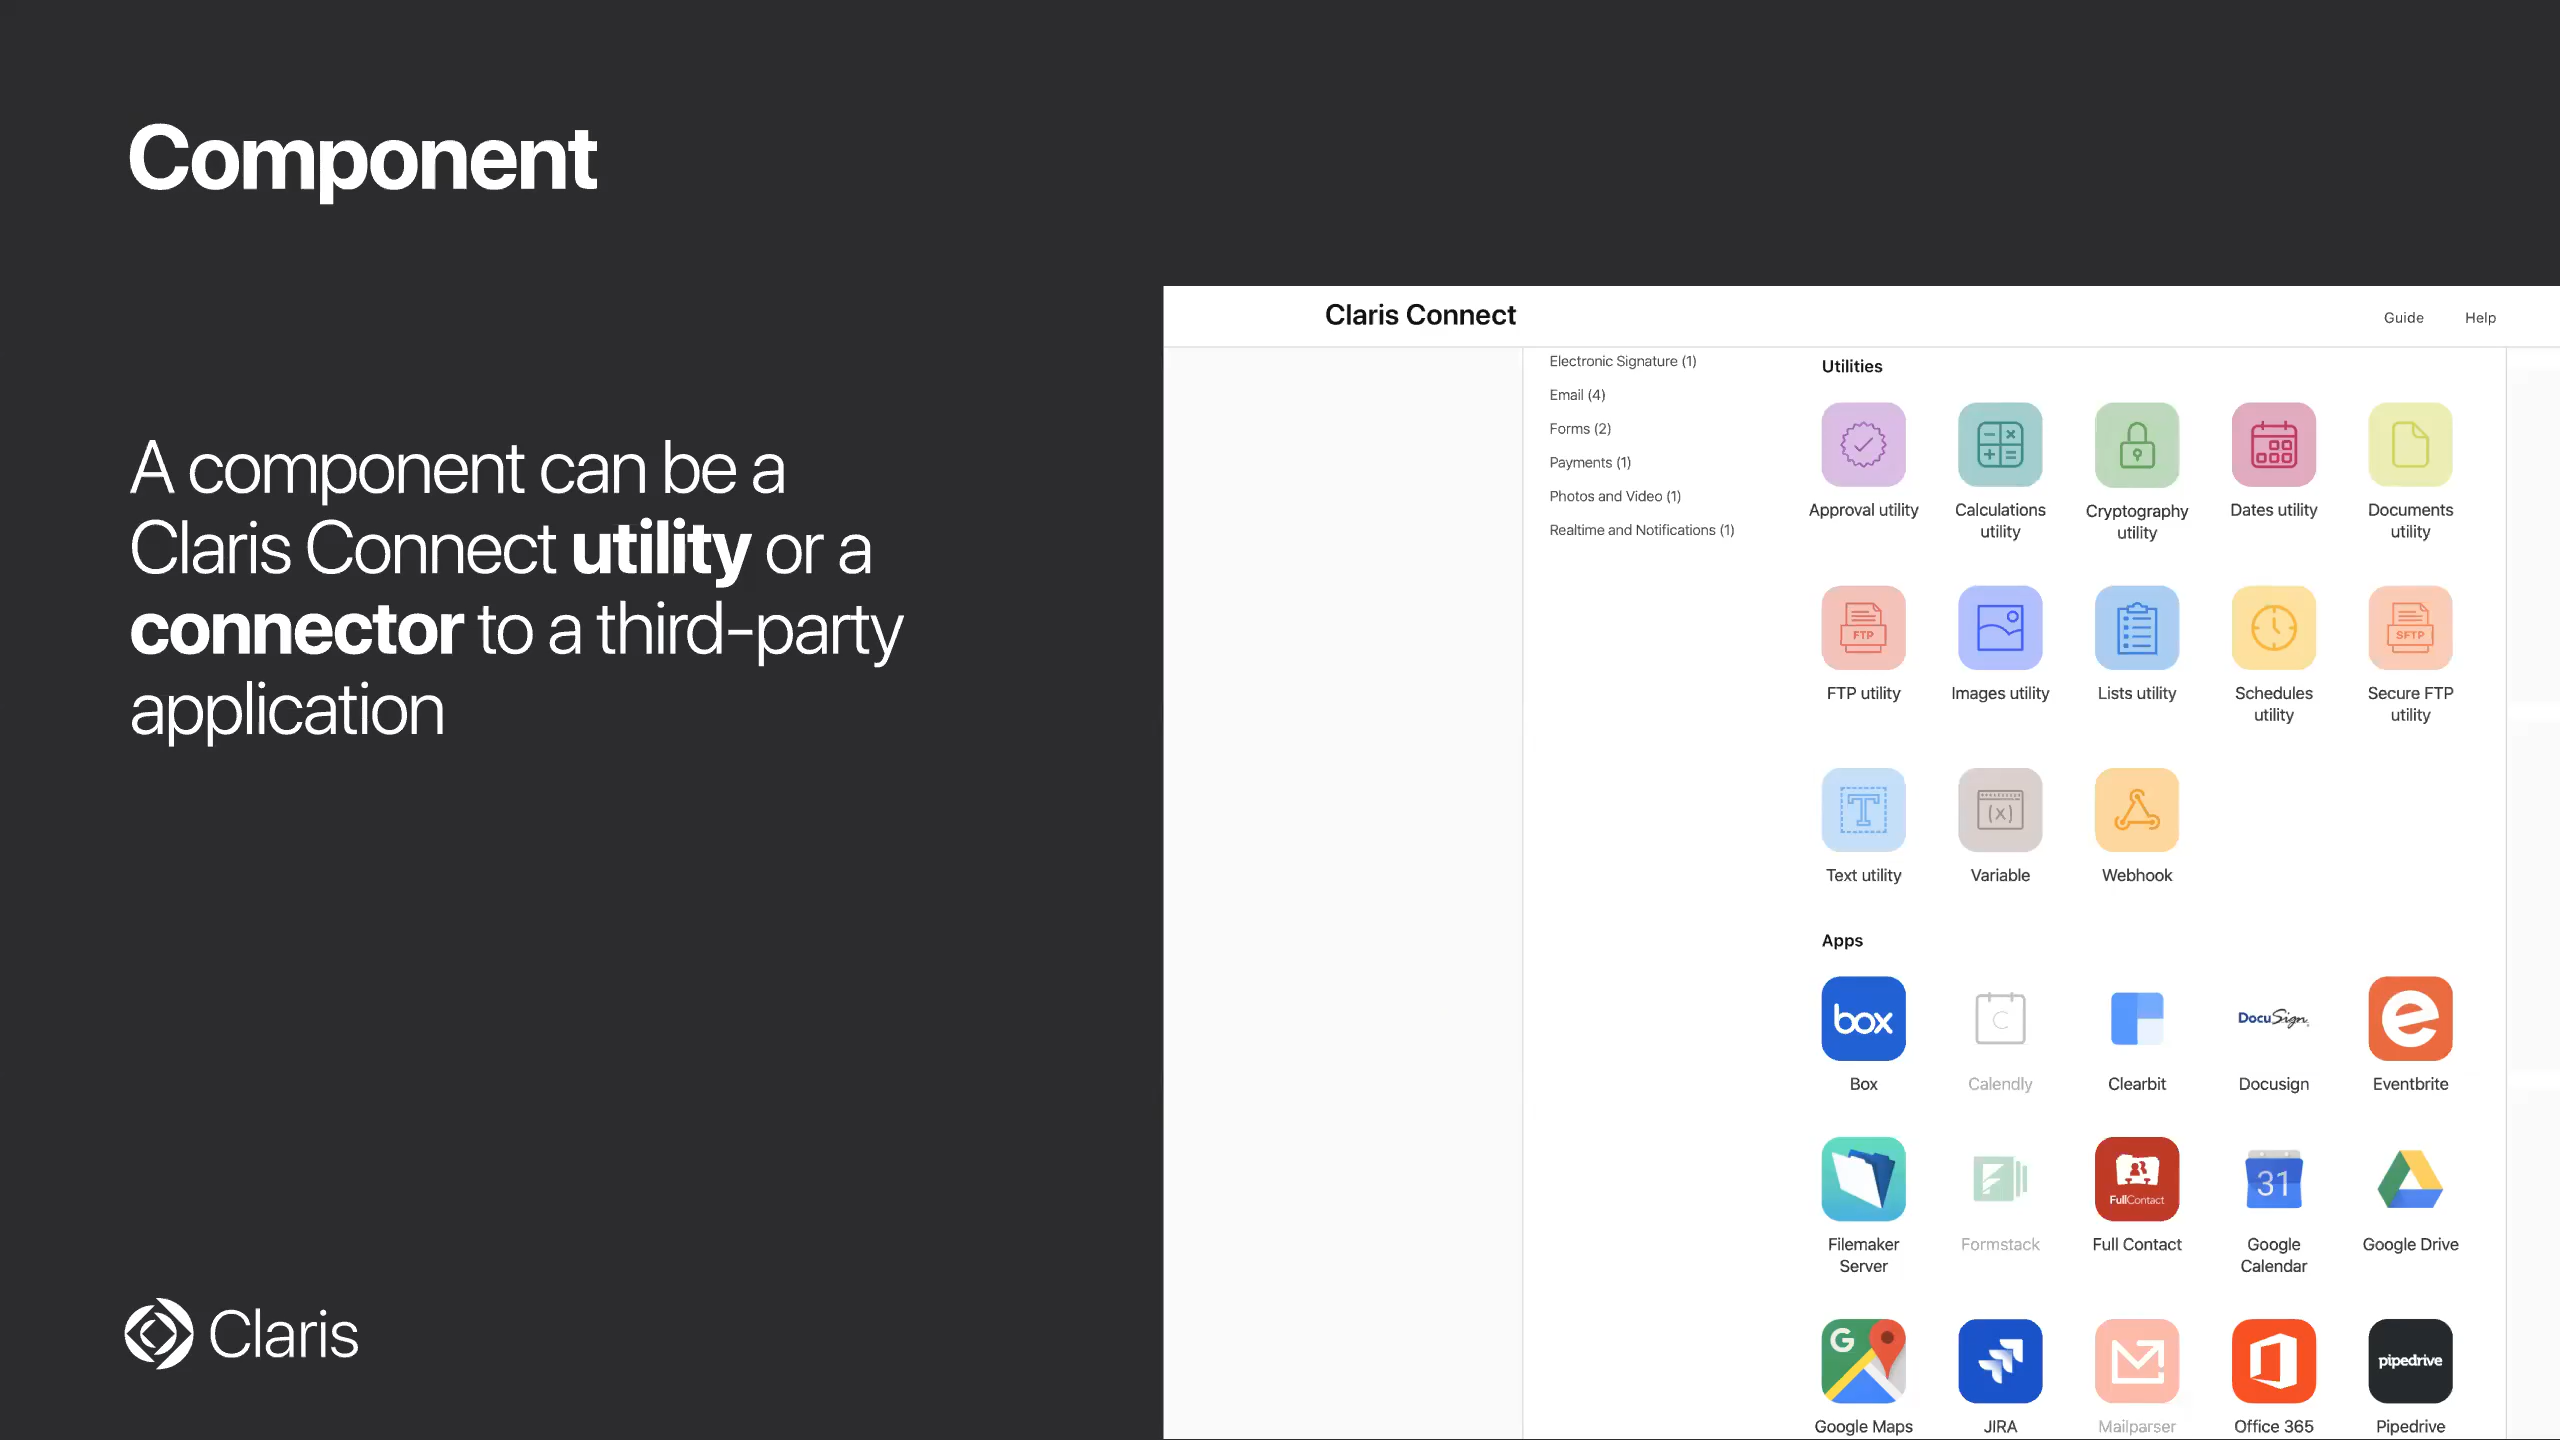 Component
A component can be a
Claris Connect utility or a
connector to a third-party
application
Claris
Claris Connect
Guide
Help
Electronic Signature (1)
Email (4)
Forms (2)
Payments (1)
Photos and Video (1)
Realtime and Notifications (1)
Utilities
Approval utility
Calculations
utility
Cryptography
utility
Dates utility
Documents
utility
FTP
SFTP
FTP utility
Images utility
Lists utility
Schedules
utility
Secure FTP
utility
T
(x)
Text utility
Variable
Webhook
Apps
box
C
DocuSign
e
Box
Calendly
Clearbit
Docusign
Eventbrite
FullContact
31
Filemaker
Server
Formstack
Full Contact
Google
Calendar
Google Drive
G
pipedrive
Google Maps
JIRA
Mailparser
Office 365
Pipedrive